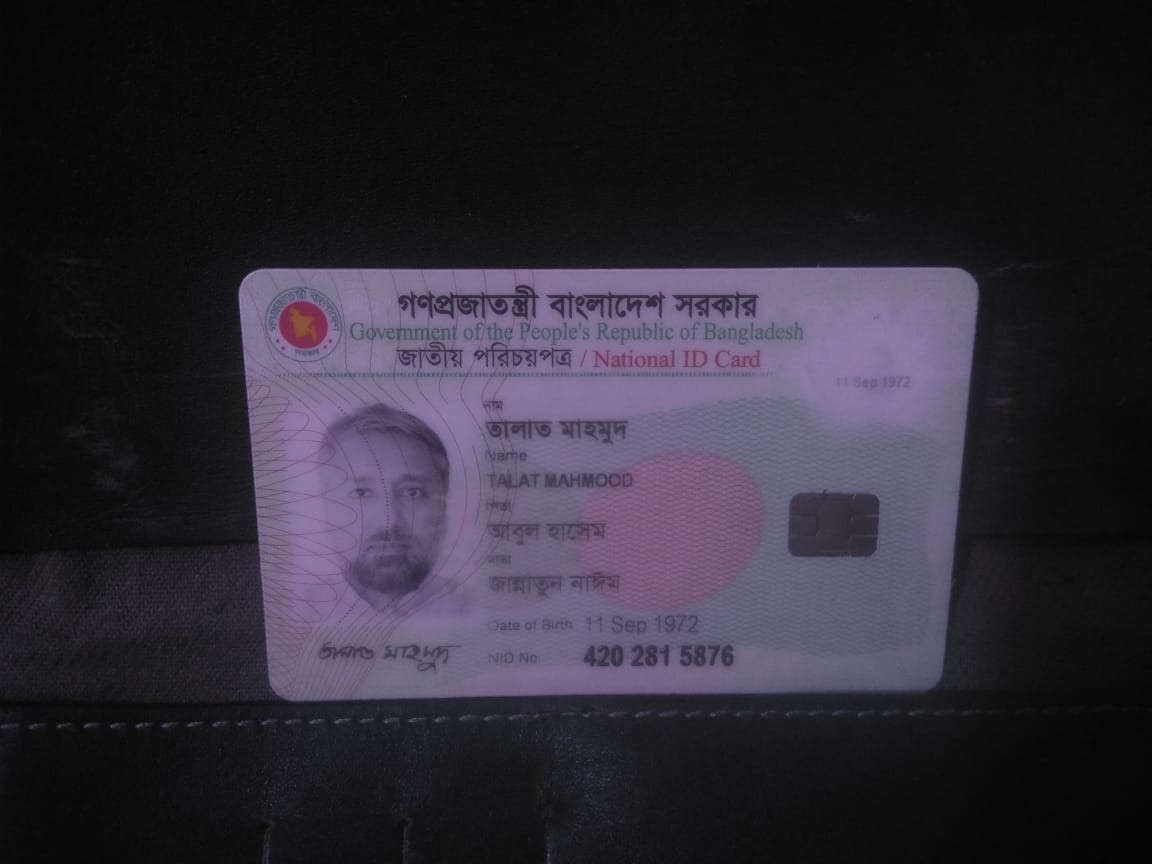 গণপ্রজাতন্ত্রী বাংলাদেশ সরকার
Government of the People's Republic of Bangladesh
জাতীয় পরিচয়পত্র / National ID Card
11 Sep 1972
নাম
তালাত মাহমুদ
Name
TALAT MAHMOOD
পিতা
আবুল হাসেম
মাতা
জান্নাতুন নাঈম
Date of Birth 11 Sep 1972
NID No. 420 281 5876
তালাত মাহমুদ